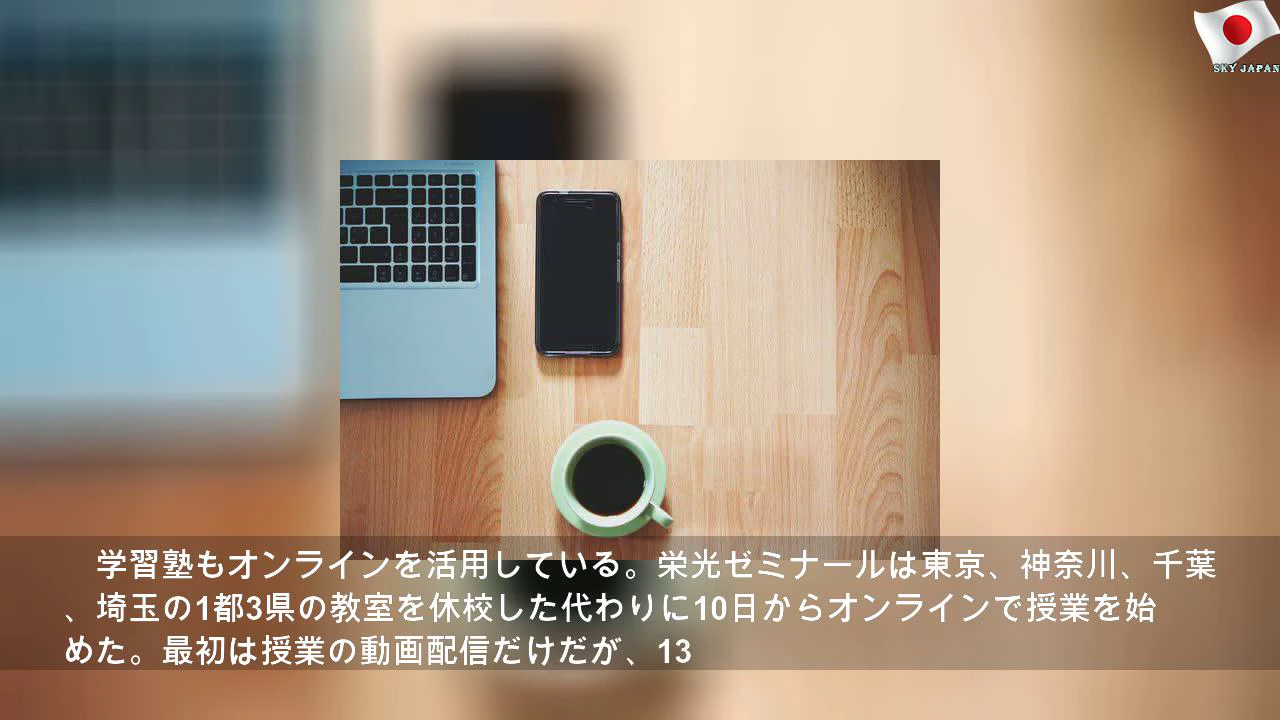 SKY JAPAN
学習塾もオンラインを活用している。栄光ゼミナールは東京、神奈川、千葉
、埼玉の1都3県の教室を休校した代わりに10日からオンラインで授業を始
めた。最初は授業の動画配信だけだが、13